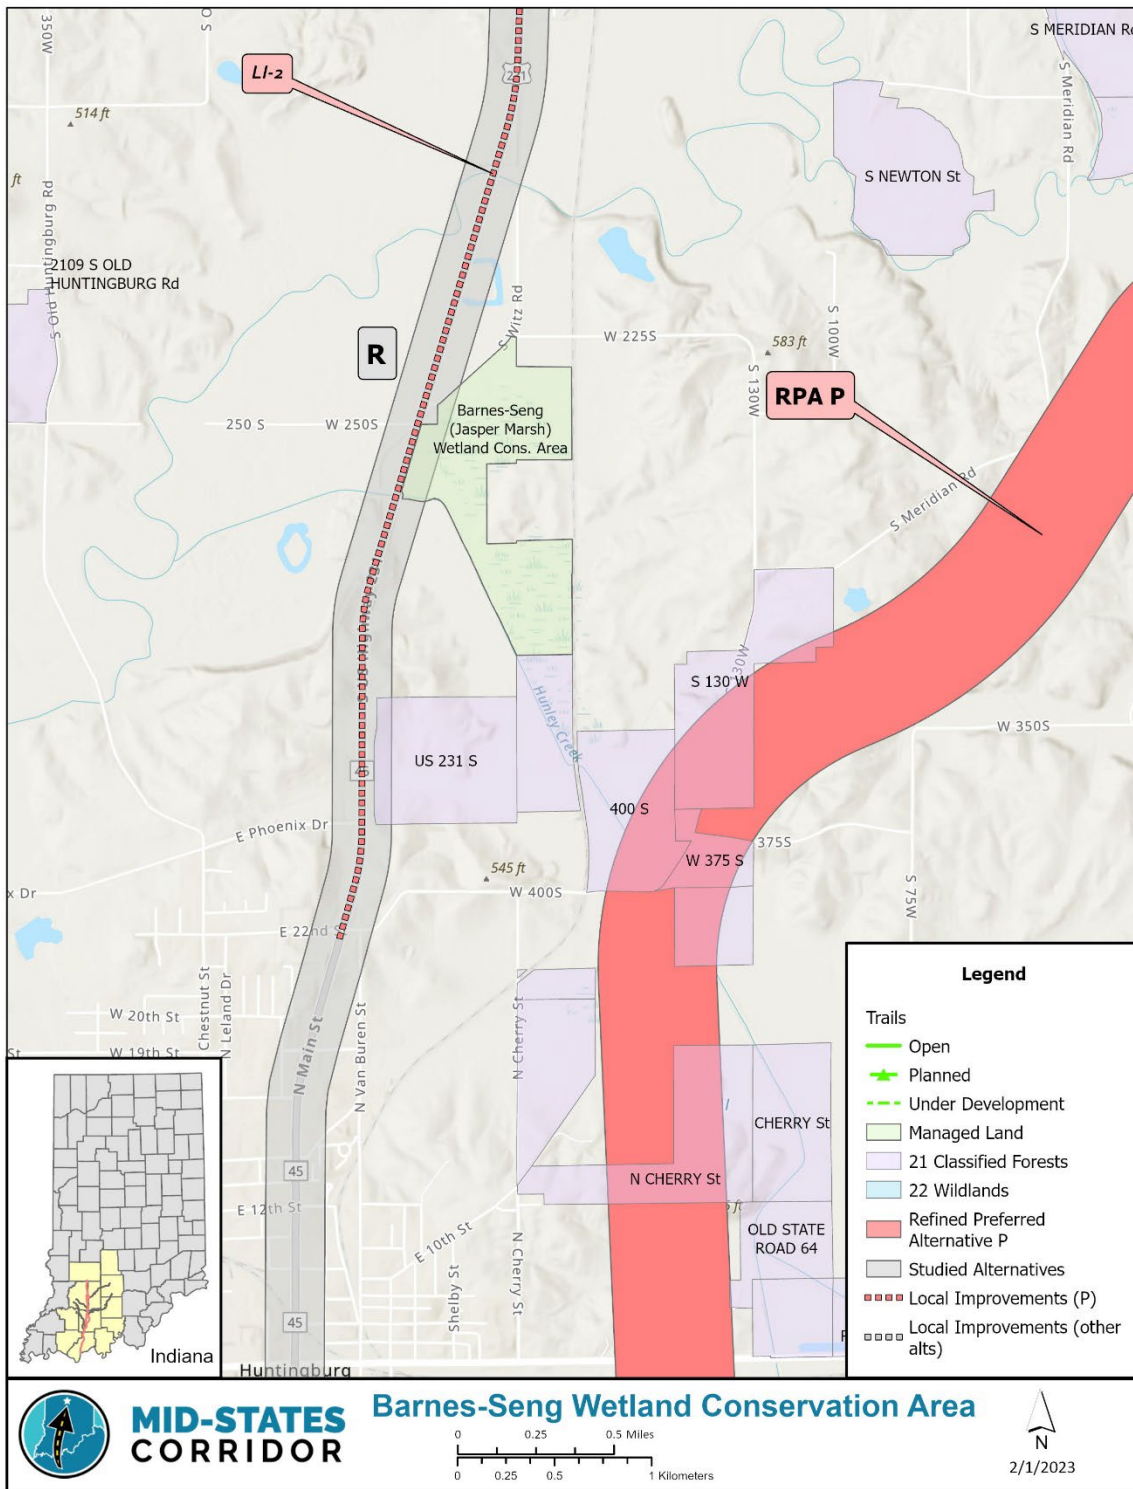 S MERIDIAN Rd
S 350W
S O
LI-2
231
514 ft
ft
S Meridian Rd
S NEWTON St
2109 S OLD
HUNTINGBURG Rd
S Old Huntingburg Rd
S Witz Rd
R
W 225S
S 100W
583 ft
S 130W
RPA P
250 S
W 250S
Barnes-Seng
(Jasper Marsh)
Wetland Cons. Area
S Meridian Rd
S 130 W
30W
Hunley Creek
W 350S
US 231 S
45
400 S
E Phoenix Dr
375S
W 375 S
545 ft
x Dr
W 400S
S 75W
E 22nd S
Chestnut St
N Leland Dr
W 20th St
W 19th St
St
N Main St
N Van Buren St
N Cherry St
CHERRY St
N CHERRY St
45
E 12th St
E 10th St
ft
OLD STATE
ROAD 64
N Cherry St
Shelby St
45
Huntingburg
Indiana
Legend
Trails
Open
Planned
Under Development
Managed Land
21 Classified Forests
22 Wildlands
Refined Preferred
Alternative P
Studied Alternatives
Local Improvements (P)
Local Improvements (other
alts)
MID-STATES
CORRIDOR
Barnes-Seng Wetland Conservation Area
0 0.25 0.5 Miles
0 0.25 0.5 1 Kilometers
N
2/1/2023